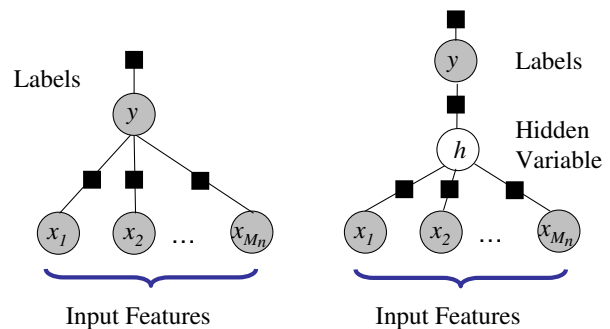 Labels
y
x1 x2 ... xMn
Input Features
y
Labels
h
Hidden
Variable
x1 x2 ... xMn
Input Features